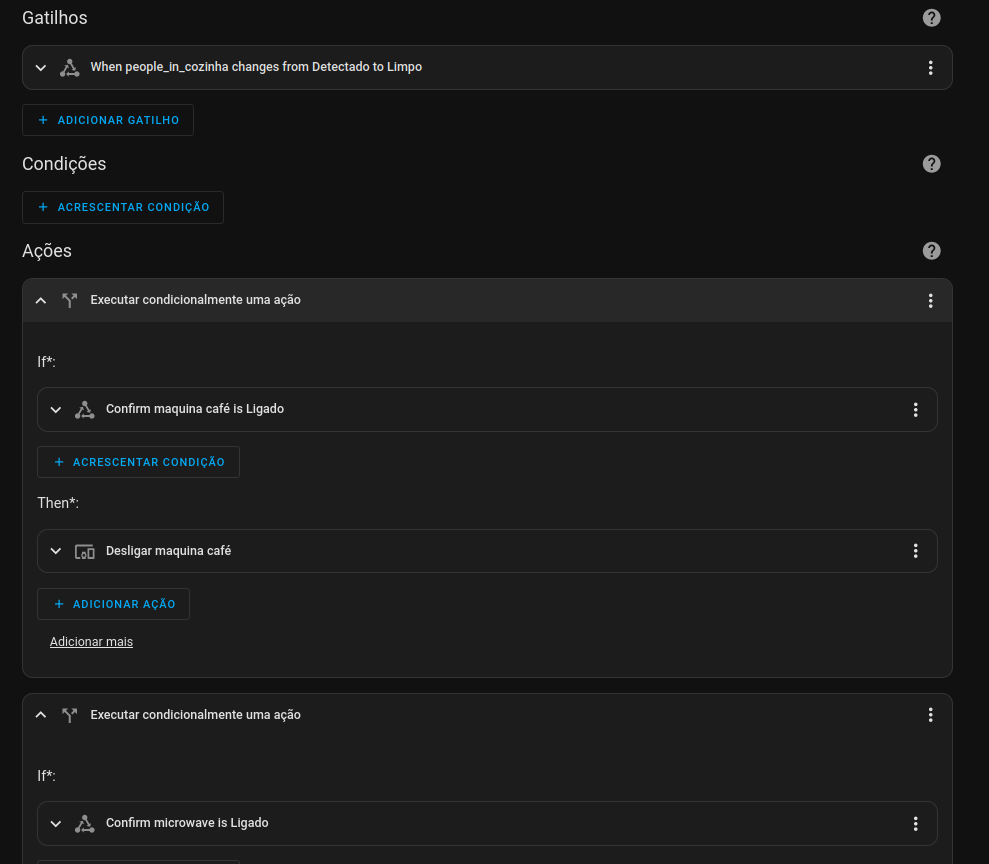 Gatilhos
When people_in_cozinha changes from Detectado to Limpo
+ ADICIONAR GATILHO
Condições
+ ACRESCENTAR CONDIÇÃO
Ações
Executar condicionalmente uma ação
If*:
Confirm maquina café is Ligado
+ ACRESCENTAR CONDIÇÃO
Then*:
Desligar maquina café
+ ADICIONAR AÇÃO
Adicionar mais
Executar condicionalmente uma ação
If*:
Confirm microwave is Ligado